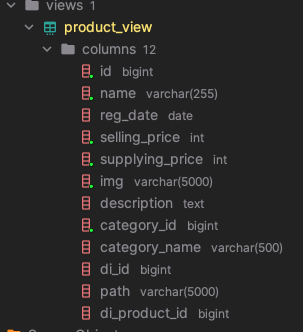 views 1
product_view
columns 12
id bigint
name varchar(255)
reg_date date
selling_price int
supplying_price int
img varchar(5000)
description text
category_id bigint
category_name varchar(500)
di_id bigint
path varchar(5000)
di_product_id bigint